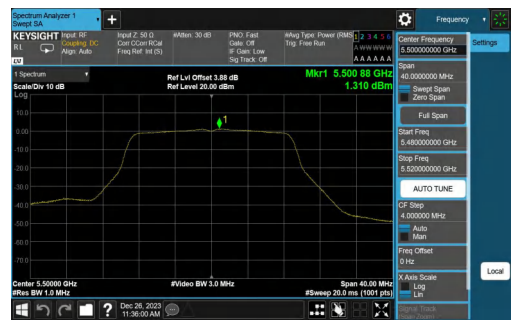 Spectrum Analyzer 1
Swept SA
+
Frequency
KEYSIGHT
Input: RF
Coupling: DC
Align: Auto
RL
LV
Input Z: 50 Ω
Corr CCorr RCal
Freq Ref: Int (S)
#Atten: 30 dB
PNO: Fast
Gate: Off
IF Gain: Low
Sig Track: Off
#Avg Type: Power (RMS
Trig: Free Run
1 2 3 4 5 6
A W W W W W
A A A A A A
1 Spectrum
Scale/Div 10 dB
Log
Ref Lvl Offset 3.88 dB
Ref Level 20.00 dBm
Mkr1 5.500 88 GHz
1.310 dBm
1
10.0
0.00
-10.0
-20.0
-30.0
-40.0
-50.0
-60.0
-70.0
Center 5.50000 GHz
#Res BW 1.0 MHz
#Video BW 3.0 MHz
Span 40.00 MHz
#Sweep 20.0 ms (1001 pts)
Center Frequency
5.500000000 GHz
Settings
Span
40.0000000 MHz
Swept Span
Zero Span
Full Span
Start Freq
5.480000000 GHz
Stop Freq
5.520000000 GHz
AUTO TUNE
CF Step
4.000000 MHz
Auto
Man
Freq Offset
0 Hz
X Axis Scale
Log
Lin
Signal Track
(Span Zoom)
Local
?
Dec 26, 2023
11:36:00 AM